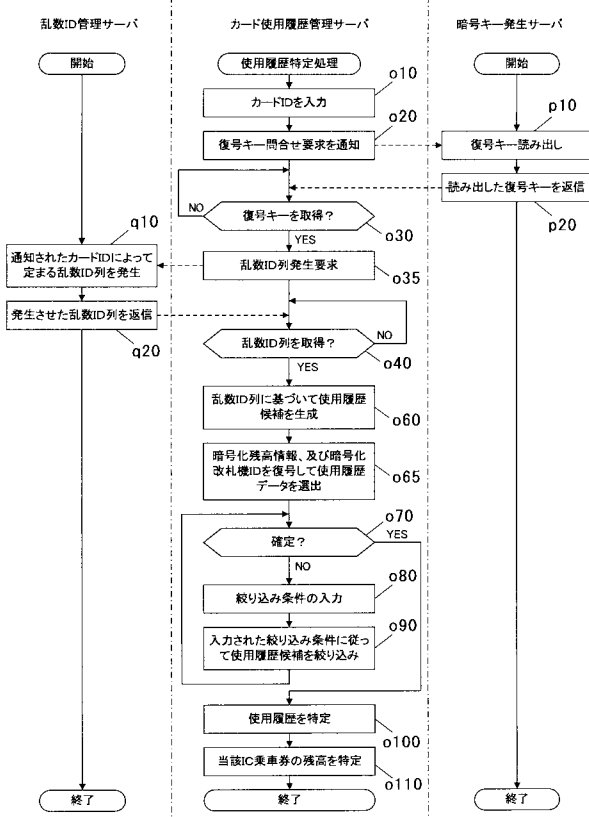 乱数ID管理サーバ
カード使用履歴管理サーバ
暗号キー発生サーバ
開始
使用履歴特定処理
開始
o10
カードIDを入力
o20
p10
復号キー問合せ要求を通知
復号キー読み出し
読み出した復号キーを返信
p20
NO
復号キーを取得?
o30
YES
q10
通知されたカードIDによって
定まる乱数ID列を発生
乱数ID列発生要求
o35
発生させた乱数ID列を返信
q20
乱数ID列を取得?
NO
o40
YES
乱数ID列に基づいて使用履歴
候補を生成
o60
暗号化残高情報、及び暗号化
改札機IDを復号して使用履歴
データを選出
o65
o70
確定?
YES
NO
o80
絞り込み条件の入力
o90
入力された絞り込み条件に従っ
て使用履歴候補を絞り込み
使用履歴を特定
o100
当該IC乗車券の残高を特定
o110
終了
終了
終了